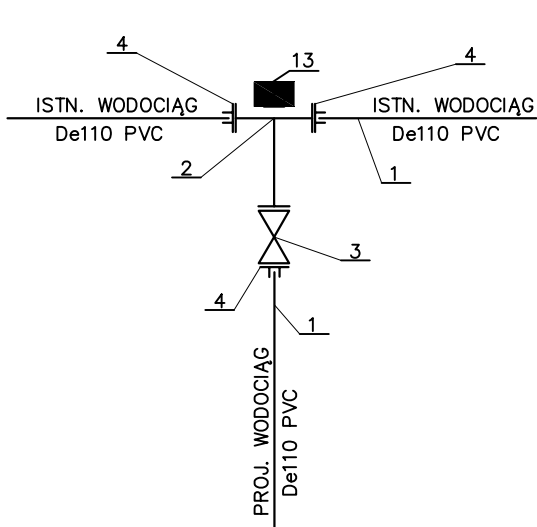 4
13
4
ISTN. WODOCIĄG
De110 PVC
ISTN. WODOCIĄG
De110 PVC
2
1
3
4
1
PROJ. WODOCIĄG
De110 PVC